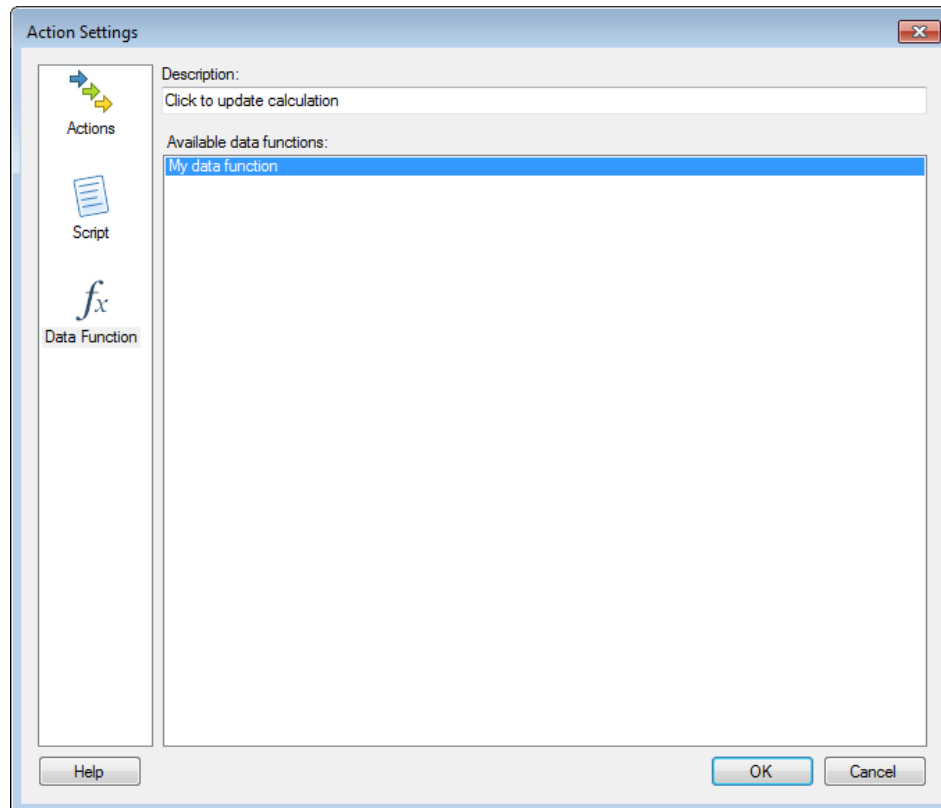 Action Settings
Description:
Actions
Click to update calculation
Available data functions:
My data function
Script
fx
Data Function
Help
OK
Cancel